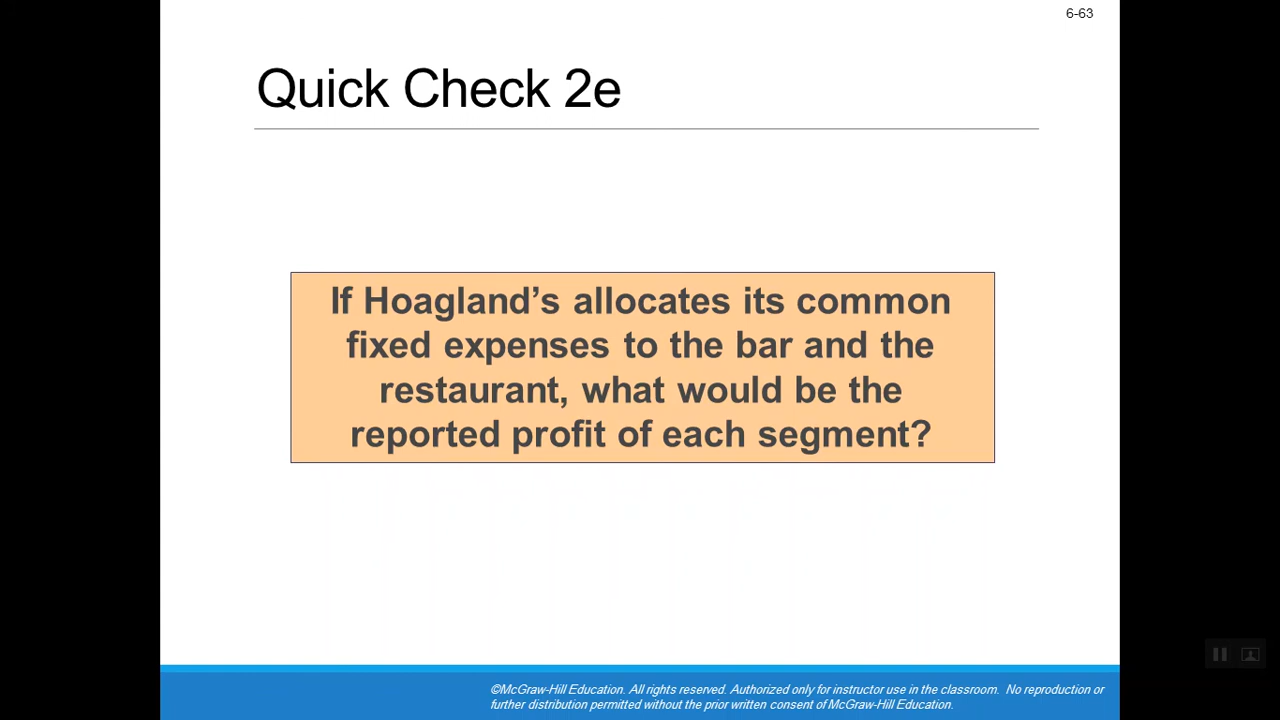 6-63
Quick Check 2e
If Hoagland’s allocates its common
fixed expenses to the bar and the
restaurant, what would be the
reported profit of each segment?
©McGraw-Hill Education. All rights reserved. Authorized only for instructor use in the classroom. No reproduction or
further distribution permitted without the prior written consent of McGraw-Hill Education.